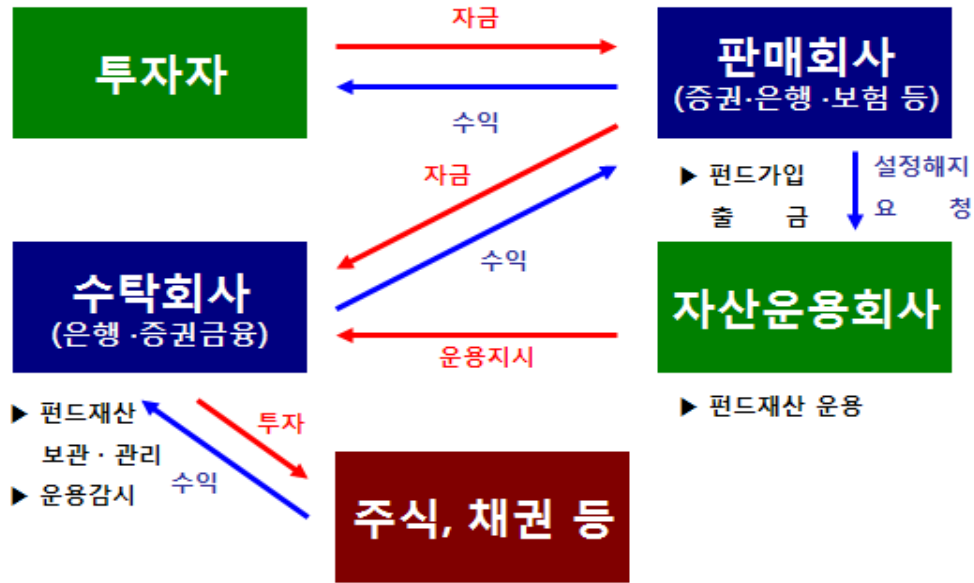 자금
투자자
판매회사
(증권·은행 ·보험 등)
수익
자금
▶ 펀드가입
출 금
설정해지
요 청
수익
수탁회사
(은행 ·증권금융)
자산운용회사
운용지시
▶ 펀드재산
보관 · 관리
▶ 운용감시
투자
수익
▶ 펀드재산 운용
주식, 채권 등